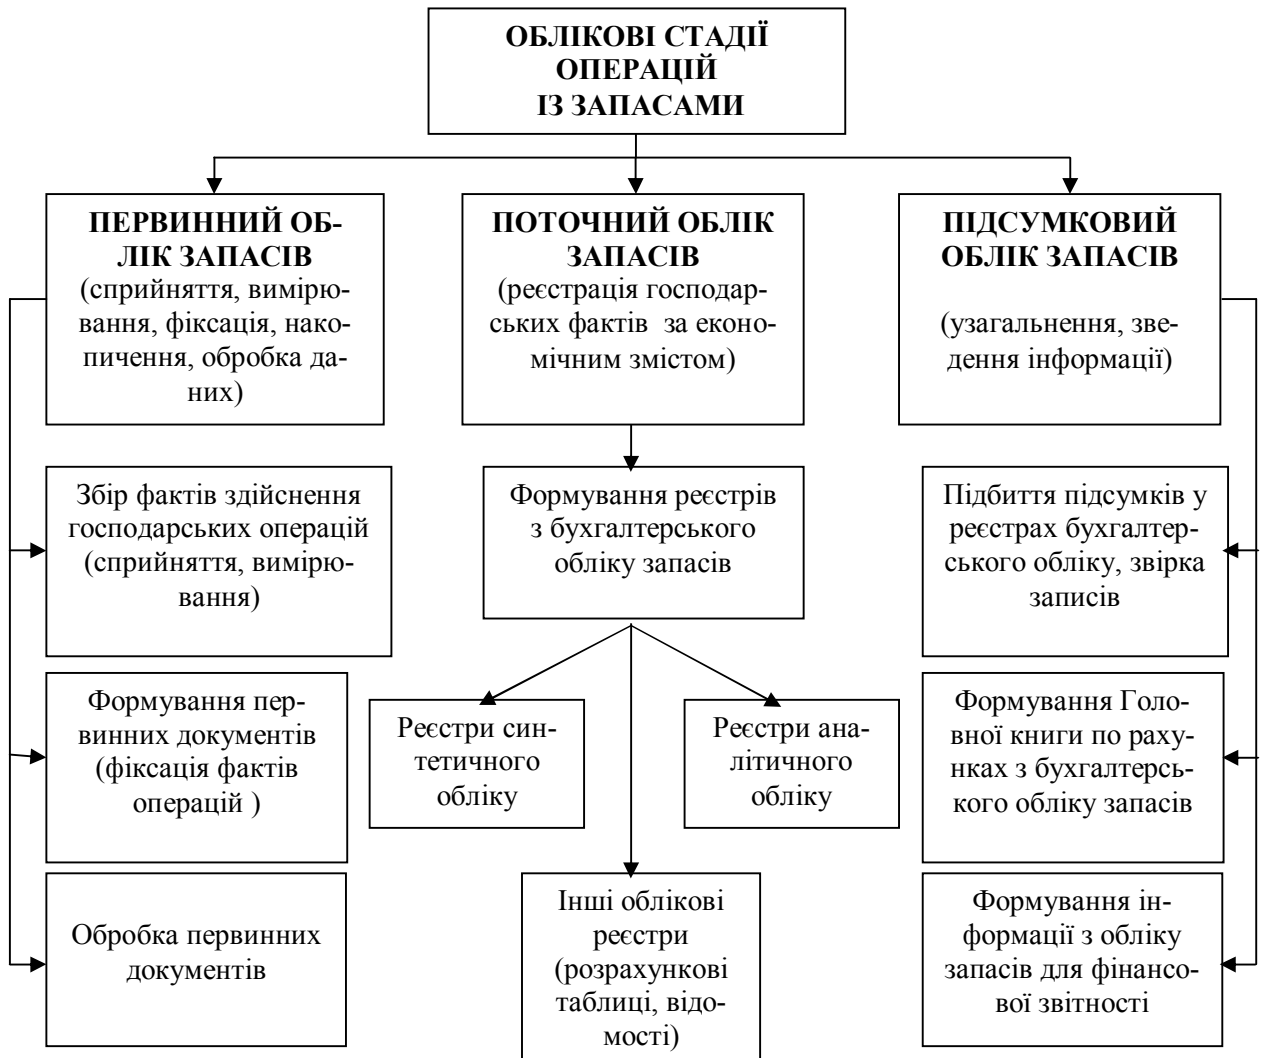 ОБЛІКОВІ СТАДІЇ
ОПЕРАЦІЙ
ІЗ ЗАПАСАМИ
ПЕРВИННИЙ ОБ-
ЛІК ЗАПАСІВ
(сприйняття, вимірю-
вання, фіксація, нако-
пичення, обробка да-
них)
ПОТОЧНИЙ ОБЛІК
ЗАПАСІВ
(реєстрація господар-
ських фактів за еконо-
мічним змістом)
ПІДСУМКОВИЙ
ОБЛІК ЗАПАСІВ
(узагальнення, зве-
дення інформації)
Збір фактів здійснення
господарських операцій
(сприйняття, вимірю-
вання)
Формування реєстрів
з бухгалтерського
обліку запасів
Підбиття підсумків у
реєстрах бухгалтер-
ського обліку, звірка
записів
Формування пер-
винних документів
(фіксація фактів
операцій )
Реєстри син-
тетичного
обліку
Реєстри ана-
літичного
обліку
Формування Голо-
вної книги по раху-
нках з бухгалтерсь-
кого обліку запасів
Обробка первинних
документів
Інші облікові
реєстри
(розрахункові
таблиці, відо-
мості)
Формування ін-
формації з обліку
запасів для фінансо-
вої звітності